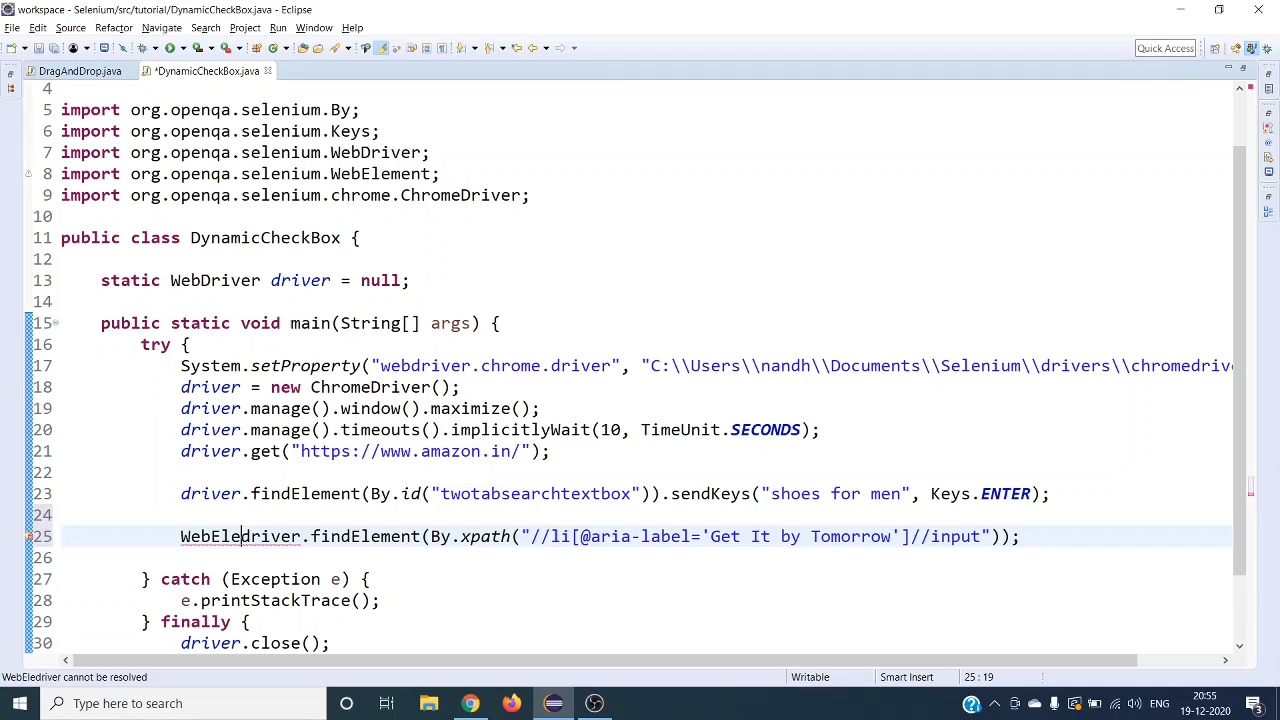 workspace - Selenium/src/tutorial/DynamicCheckBox.java - Eclipse
File Edit Source Refactor Navigate Search Project Run Window Help
Quick Access
DragAndDrop.java *DynamicCheckBox.java
4
5 import org.openqa.selenium.By;
6 import org.openqa.selenium.Keys;
7 import org.openqa.selenium.WebDriver;
8 import org.openqa.selenium.WebElement;
9 import org.openqa.selenium.chrome.ChromeDriver;
10
11 public class DynamicCheckBox {
12
13 static WebDriver driver = null;
14
15 public static void main(String[] args) {
16 try {
17 System.setProperty("webdriver.chrome.driver", "C:\\Users\\nandh\\Documents\\Selenium\\drivers\\chromedrive
18 driver = new ChromeDriver();
19 driver.manage().window().maximize();
20 driver.manage().timeouts().implicitlyWait(10, TimeUnit.SECONDS);
21 driver.get("https://www.amazon.in/");
22
23 driver.findElement(By.id("twotabsearchtextbox")).sendKeys("shoes for men", Keys.ENTER);
24
25 WebEledriver.findElement(By.xpath("//li[@aria-label='Get It by Tomorrow']//input"));
26
27 } catch (Exception e) {
28 e.printStackTrace();
29 } finally {
30 driver.close();
WebEledriver cannot be resolved Writable Smart Insert 25 : 19
Type here to search ENG 20:55
19-12-2020 3